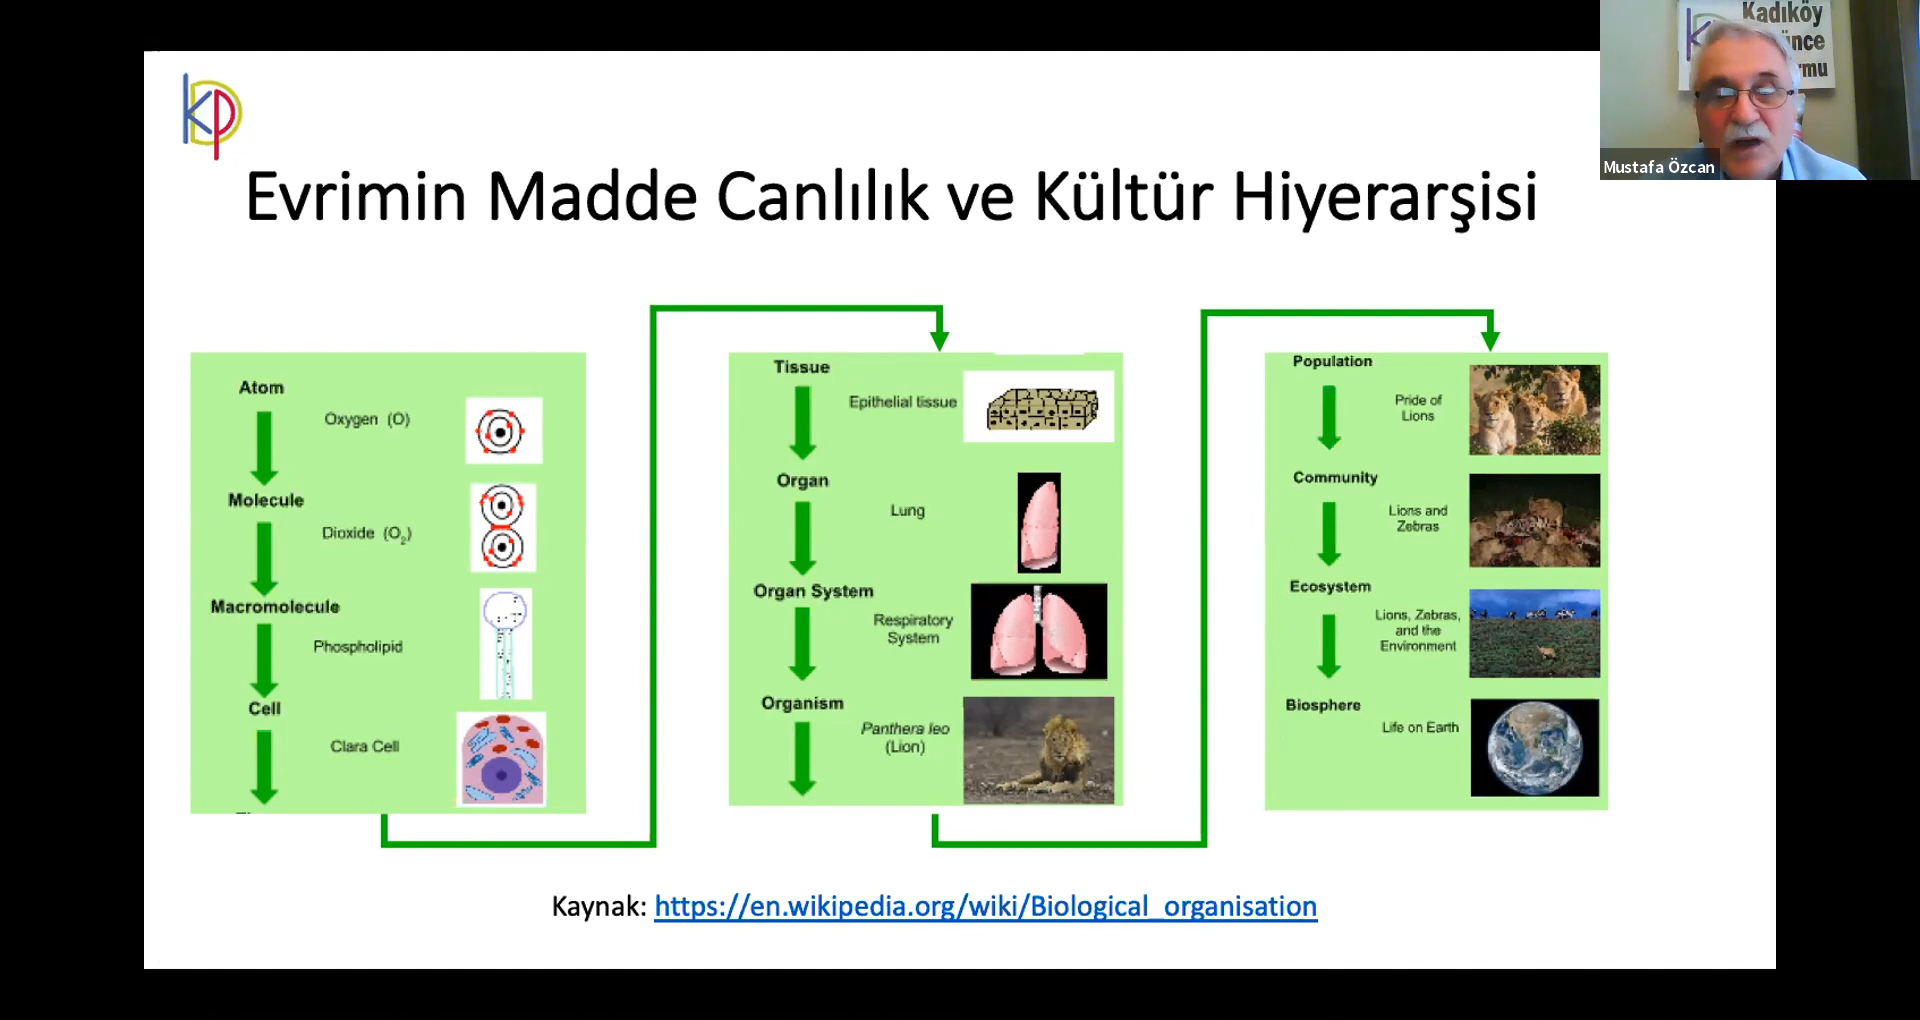 Kadıköy
ünce
rmu
Mustafa Özcan
Evrimin Madde Canlılık ve Kültür Hiyerarşisi
Atom
Oxygen (O)
Molecule
Dioxide (O2)
Macromolecule
Phospholipid
Cell
Clara Cell
Tissue
Epithelial tissue
Organ
Lung
Organ System
Respiratory
System
Organism
Panthera leo
(Lion)
Population
Pride of
Lions
Community
Lions and
Zebras
Ecosystem
Lions, Zebras,
and the
Environment
Biosphere
Life on Earth
Kaynak: https://en.wikipedia.org/wiki/Biological_organisation